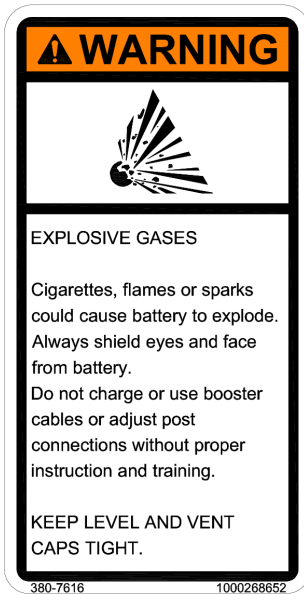 WARNING
EXPLOSIVE GASES
Cigarettes, flames or sparks
could cause battery to explode.
Always shield eyes and face
from battery.
Do not charge or use booster
cables or adjust post
connections without proper
instruction and training.
KEEP LEVEL AND VENT
CAPS TIGHT.
380-7616 1000268652